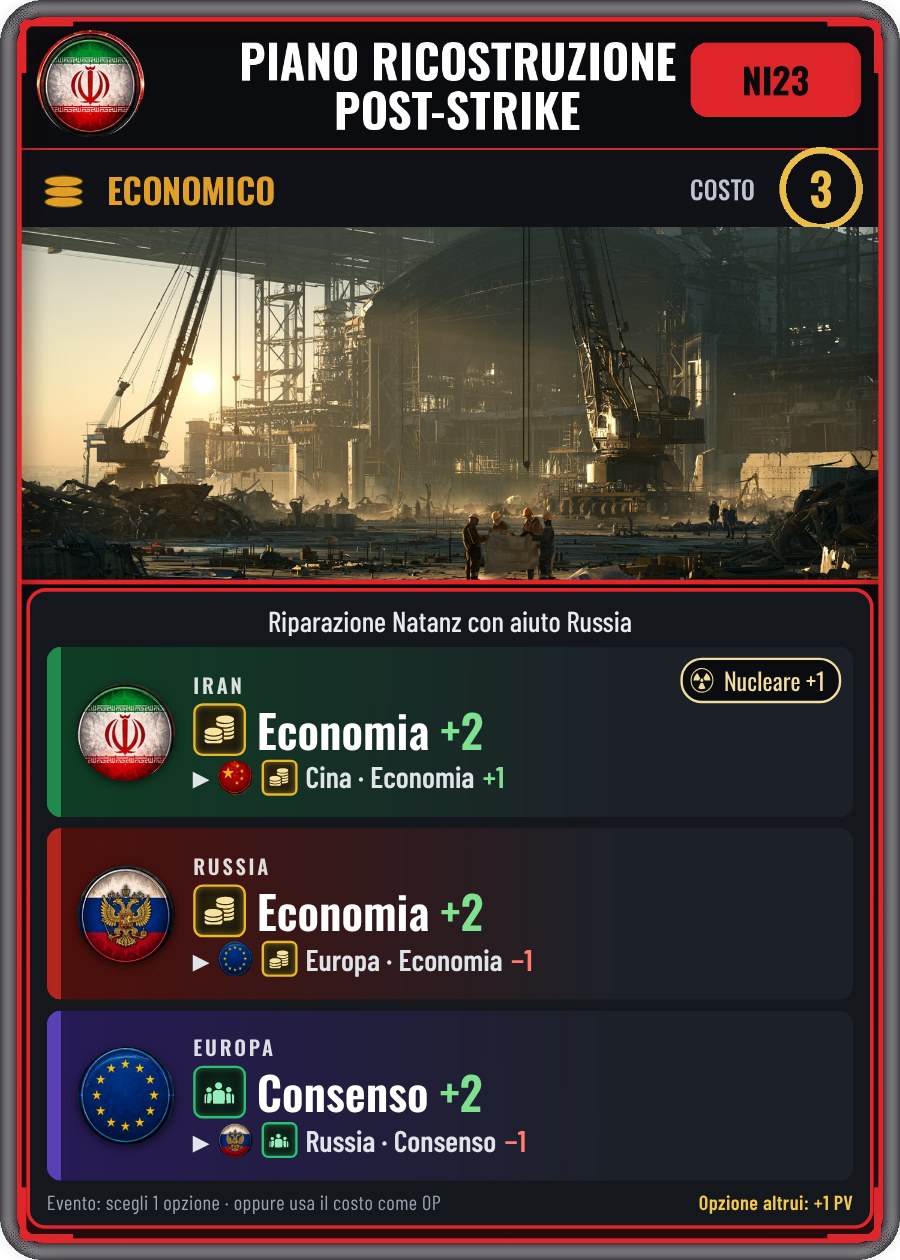 PIANO RICOSTRUZIONE
POST-STRIKE
NI23
ECONOMICO
COSTO
3
Riparazione Natanz con aiuto Russia
IRAN
Nucleare +1
Economia +2
▶ Cina · Economia +1
RUSSIA
Economia +2
▶ Europa · Economia −1
EUROPA
Consenso +2
▶ Russia · Consenso −1
Evento: scegli 1 opzione · oppure usa il costo come OP
Opzione altrui: +1 PV